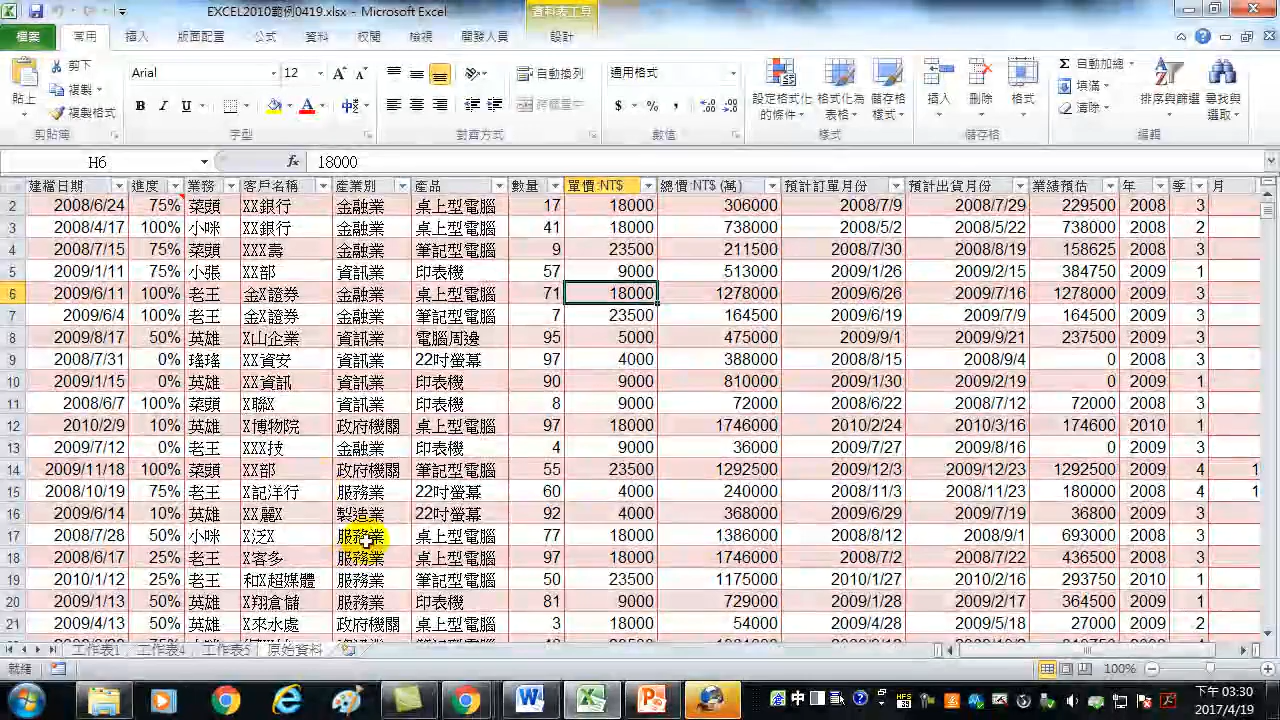 EXCEL2010範例0419.xlsx - Microsoft Excel
資料表工具
檔案 常用 插入 版面配置 公式 資料 校閱 檢視 開發人員 設計
剪下
複製
複製格式
貼上
剪貼簿
Arial 12
B I U
字型
自動換列
跨欄置中
對齊方式
通用格式
$ % ,
數值
設定格式化的條件 格式化為表格 儲存格樣式
樣式
插入 刪除 格式
儲存格
Σ 自動加總
填滿
清除
排序與篩選 尋找與選取
編輯
H6 fx 18000
建檔日期 進度 業務 客戶名稱 產業別 產品 數量 單價:NT$ 總價:NT$ (萬) 預計訂單月份 預計出貨月份 業績預估 年 季 月
2 2008/6/24 75% 菜頭 XX銀行 金融業 桌上型電腦 17 18000 306000 2008/7/9 2008/7/29 229500 2008 3
3 2008/4/17 100% 小咪 XX銀行 金融業 桌上型電腦 41 18000 738000 2008/5/2 2008/5/22 738000 2008 2
4 2008/7/15 75% 菜頭 XXX壽 金融業 筆記型電腦 9 23500 211500 2008/7/30 2008/8/19 158625 2008 3
5 2009/1/11 75% 小張 XX部 資訊業 印表機 57 9000 513000 2009/1/26 2009/2/15 384750 2009 1
6 2009/6/11 100% 老王 金X證券 金融業 桌上型電腦 71 18000 1278000 2009/6/26 2009/7/16 1278000 2009 3
7 2009/6/4 100% 老王 金X證券 金融業 筆記型電腦 7 23500 164500 2009/6/19 2009/7/9 164500 2009 3
8 2009/8/17 50% 英雄 X山企業 資訊業 電腦周邊 95 5000 475000 2009/9/1 2009/9/21 237500 2009 3
9 2008/7/31 0% 瑤瑤 XX資安 資訊業 22吋螢幕 97 4000 388000 2008/8/15 2008/9/4 0 2008 3
10 2009/1/15 0% 英雄 XX資訊 資訊業 印表機 90 9000 810000 2009/1/30 2009/2/19 0 2009 1
11 2008/6/7 100% 菜頭 X聯X 資訊業 印表機 8 9000 72000 2008/6/22 2008/7/12 72000 2008 3
12 2010/2/9 10% 英雄 X博物院 政府機關 桌上型電腦 97 18000 1746000 2010/2/24 2010/3/16 174600 2010 1
13 2009/7/12 0% 老王 XXX技 金融業 印表機 4 9000 36000 2009/7/27 2009/8/16 0 2009 3
14 2009/11/18 100% 菜頭 XX部 政府機關 筆記型電腦 55 23500 1292500 2009/12/3 2009/12/23 1292500 2009 4 1
15 2008/10/19 75% 老王 X記洋行 服務業 22吋螢幕 60 4000 240000 2008/11/3 2008/11/23 180000 2008 4 1
16 2009/6/14 10% 英雄 XX麗X 製造業 22吋螢幕 92 4000 368000 2009/6/29 2009/7/19 36800 2009 3
17 2008/7/28 50% 小咪 X泛X 服務業 桌上型電腦 77 18000 1386000 2008/8/12 2008/9/1 693000 2008 3
18 2008/6/17 25% 老王 X客多 服務業 桌上型電腦 97 18000 1746000 2008/7/2 2008/7/22 436500 2008 3
19 2010/1/12 25% 老王 和X超媒體 服務業 筆記型電腦 50 23500 1175000 2010/1/27 2010/2/16 293750 2010 1
20 2009/1/13 50% 英雄 X翔倉儲 服務業 印表機 81 9000 729000 2009/1/28 2009/2/17 364500 2009 1
21 2009/4/13 50% 英雄 X來水處 政府機關 桌上型電腦 3 18000 54000 2009/4/28 2009/5/18 27000 2009 2
工作表1 工作表4 工作表5 原始資料
就緒 100%
中 HFS 下午 03:30
2017/4/19